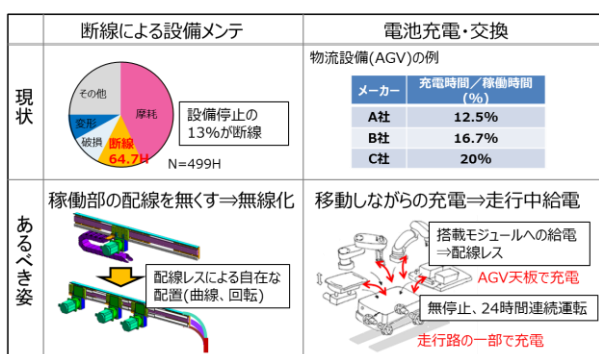 断線による設備メンテ
電池充電・交換
現状
その他
摩耗
変形
破損
断線
64.7H
設備停止の
13%が断線
N=499H
物流設備(AGV)の例
メーカー
充電時間/稼働時間
(%)
A社
12.5%
B社
16.7%
C社
20%
あるべき姿
稼働部の配線を無くす⇒無線化
配線レスによる自在な
配置(曲線、回転)
移動しながらの充電⇒走行中給電
搭載モジュールへの給電
⇒配線レス
AGV天板で充電
無停止、24時間連続運転
走行路の一部で充電